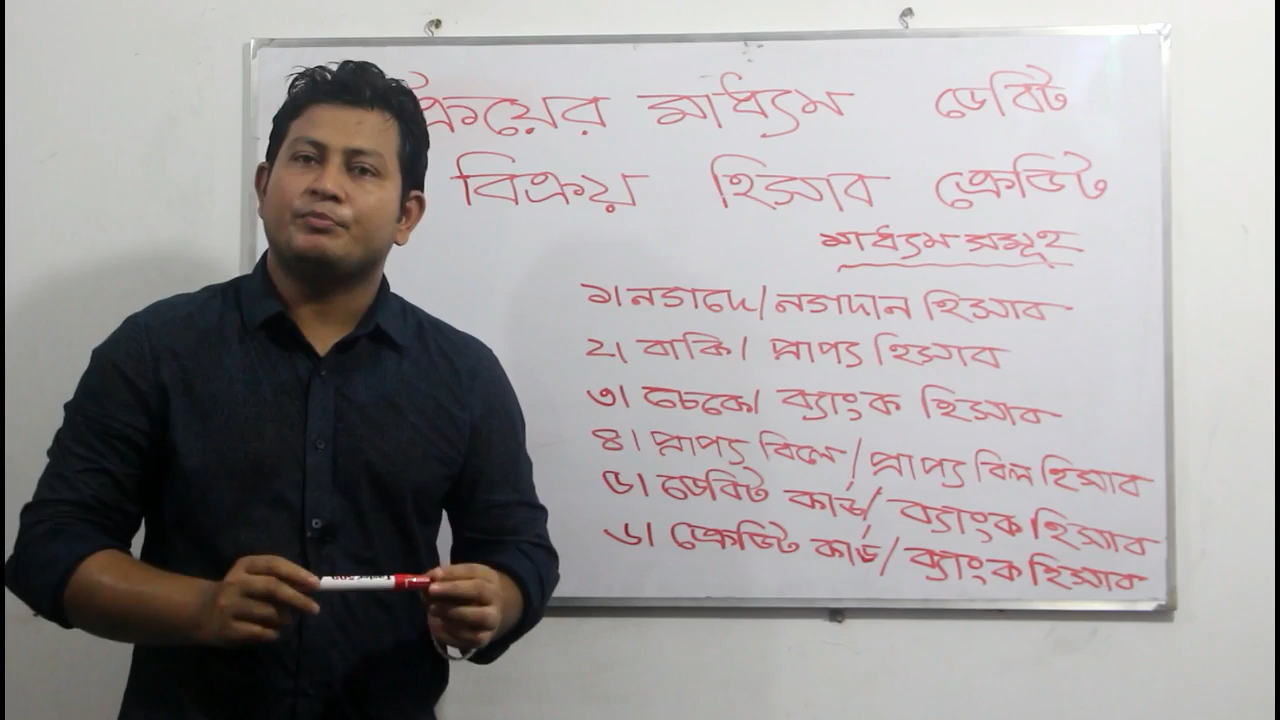 ক্রয়ের মাধ্যম ডেবিট
বিক্রয় হিসাব ক্রেডিট
মাধ্যম সমূহ
১। নগদে/নগদান হিসাব
২। বাকি। প্রাপ্য হিসাব
৩। চেকে। ব্যাংক হিসাব
৪। প্রাপ্য বিলে/প্রাপ্য বিল হিসাব
৫। ডেবিট কার্ড/ব্যাংক হিসাব
৬। ক্রেডিট কার্ড/ব্যাংক হিসাব